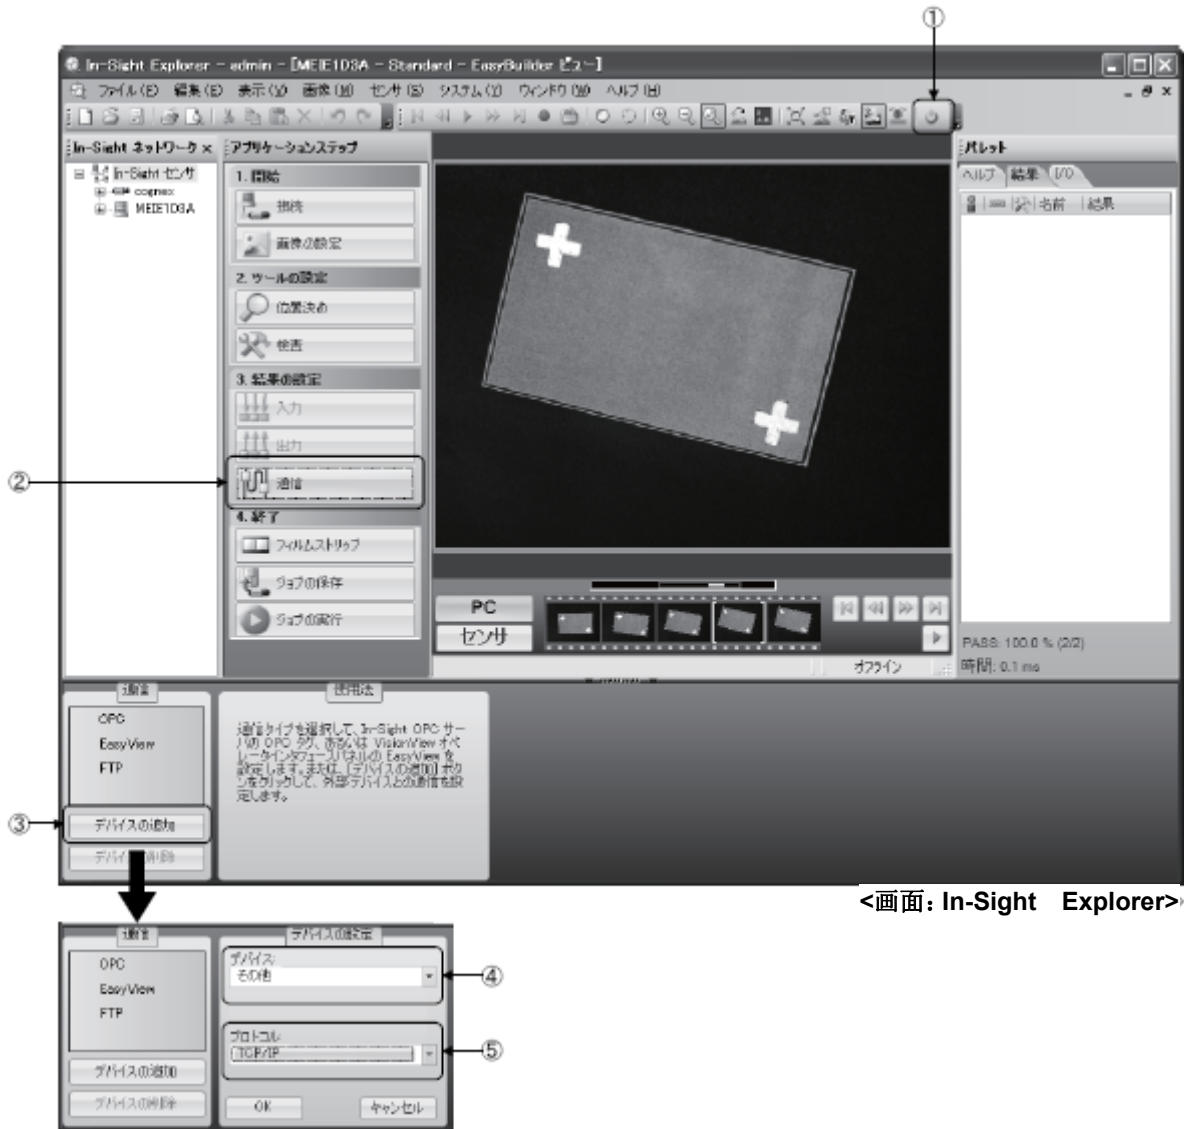 ①
In-Sight Explorer - admin - [MEIE1D3A - Standard - EasyBuilder ビュー]
ファイル(F) 編集(E) 表示(V) 画像(M) センサ(S) システム(Y) ウィンドウ(W) ヘルプ(H)
In-Sight ネットワーク
In-Sight センサ
cognex
MEIE1D3A
アプリケーションステップ
1. 開始
接続
画像の設定
2. ツールの設定
位置決め
検査
3. 結果の設定
入力
出力
②
通信
4. 終了
フィルムストリップ
ジョブの保存
ジョブの実行
PC
センサ
オフライン
パレット
ヘルプ 結果 I/O
名前 結果
PASS: 100.0 % (2/2)
時間: 0.1 ms
通信
OPC
EasyView
FTP
③
デバイスの追加
デバイスの削除
使用法
通信タイプを選択して、In-Sight OPC サー
バの OPC タグ、あるいは VisionView オペ
レータインタフェースパネルの EasyView を
設定します。または、[デバイスの追加] ボタ
ンをクリックして、外部デバイスとの通信を設
定します。
<画面：In-Sight Explorer>
通信
OPC
EasyView
FTP
デバイスの追加
デバイスの削除
デバイスの設定
デバイス:
その他
④
プロトコル:
TCP/IP
⑤
OK
キャンセル